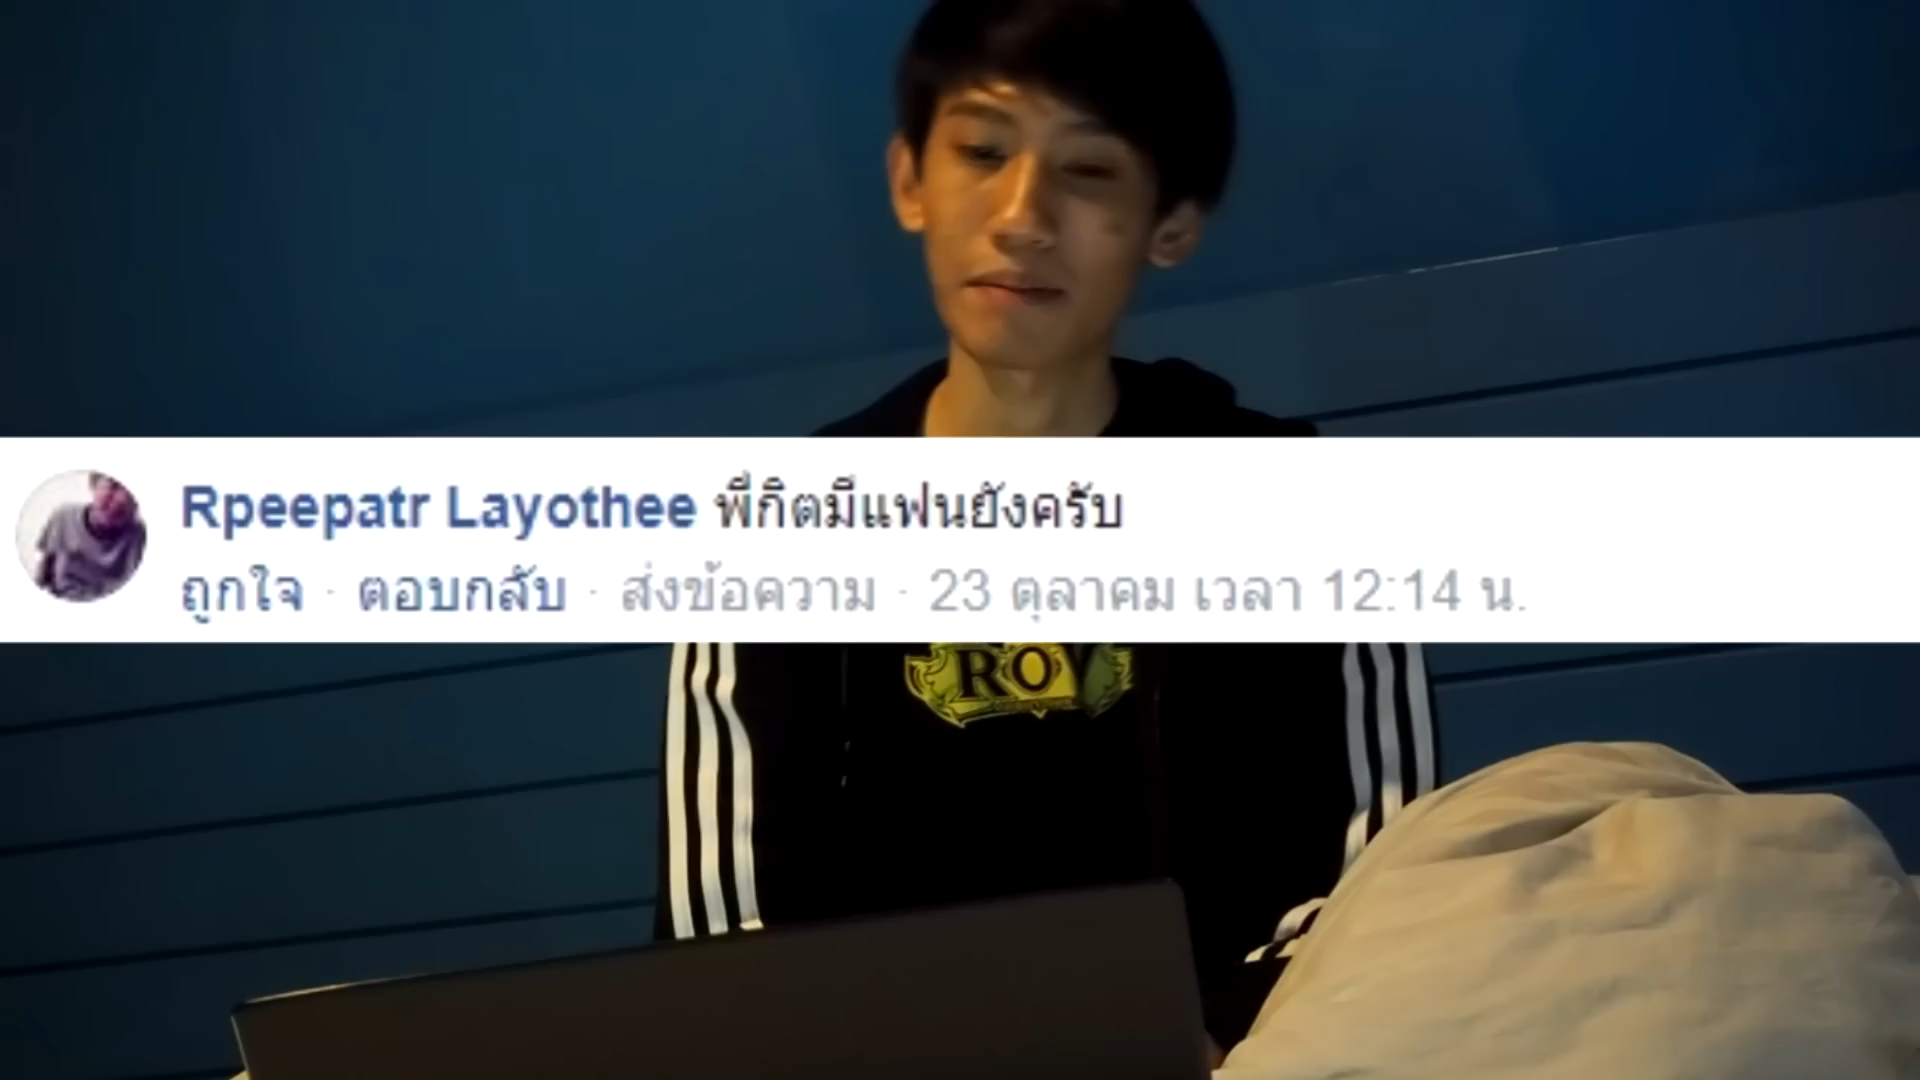 Rpeepatr Layothee พี่กิตมีแฟนยังครับ
ถูกใจ · ตอบกลับ · ส่งข้อความ · 23 ตุลาคม เวลา 12:14 น.
ROV